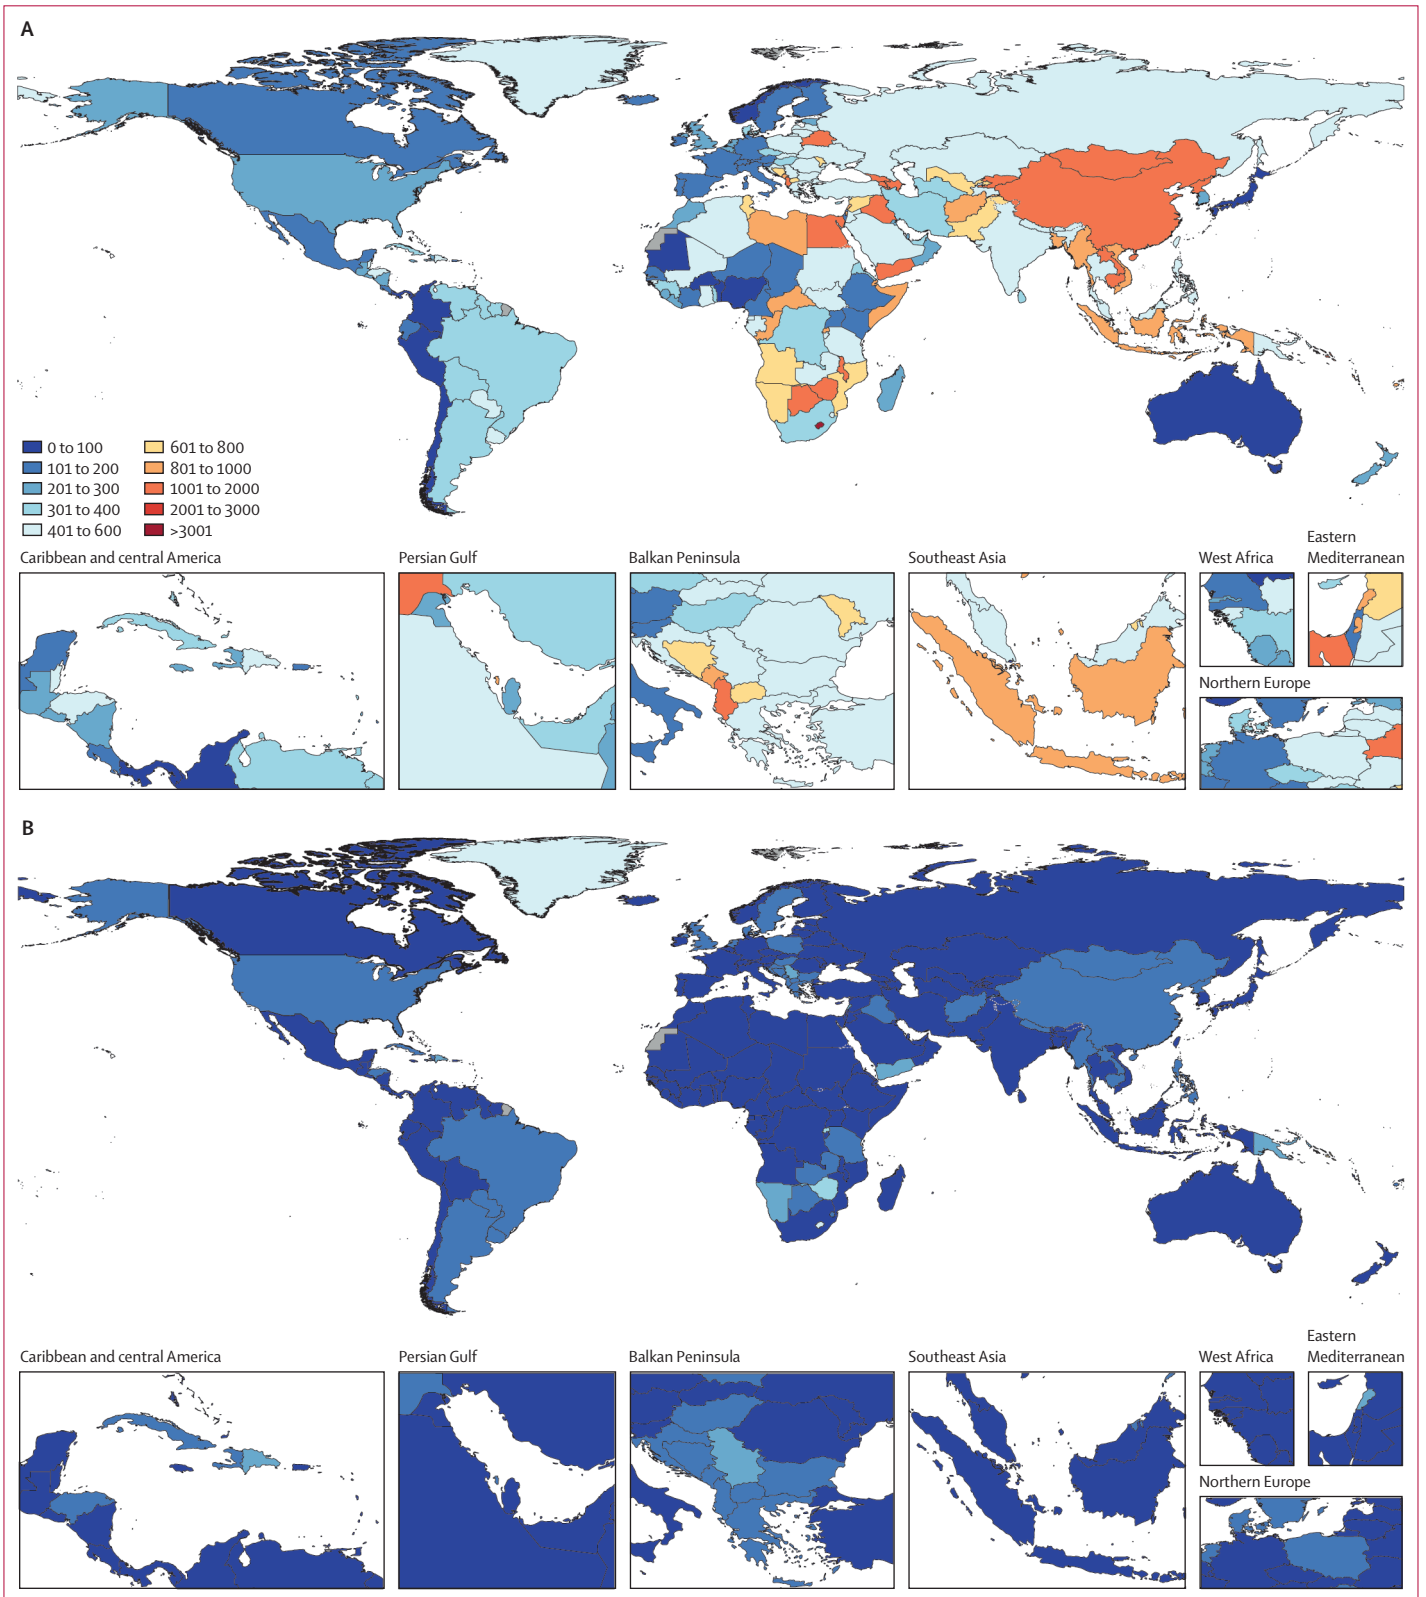 A
0 to 100
101 to 200
201 to 300
301 to 400
401 to 600
601 to 800
801 to 1000
1001 to 2000
2001 to 3000
>3001
Caribbean and central America
Persian Gulf
Balkan Peninsula
Southeast Asia
West Africa
Eastern
Mediterranean
Northern Europe
B
Caribbean and central America
Persian Gulf
Balkan Peninsula
Southeast Asia
West Africa
Eastern
Mediterranean
Northern Europe